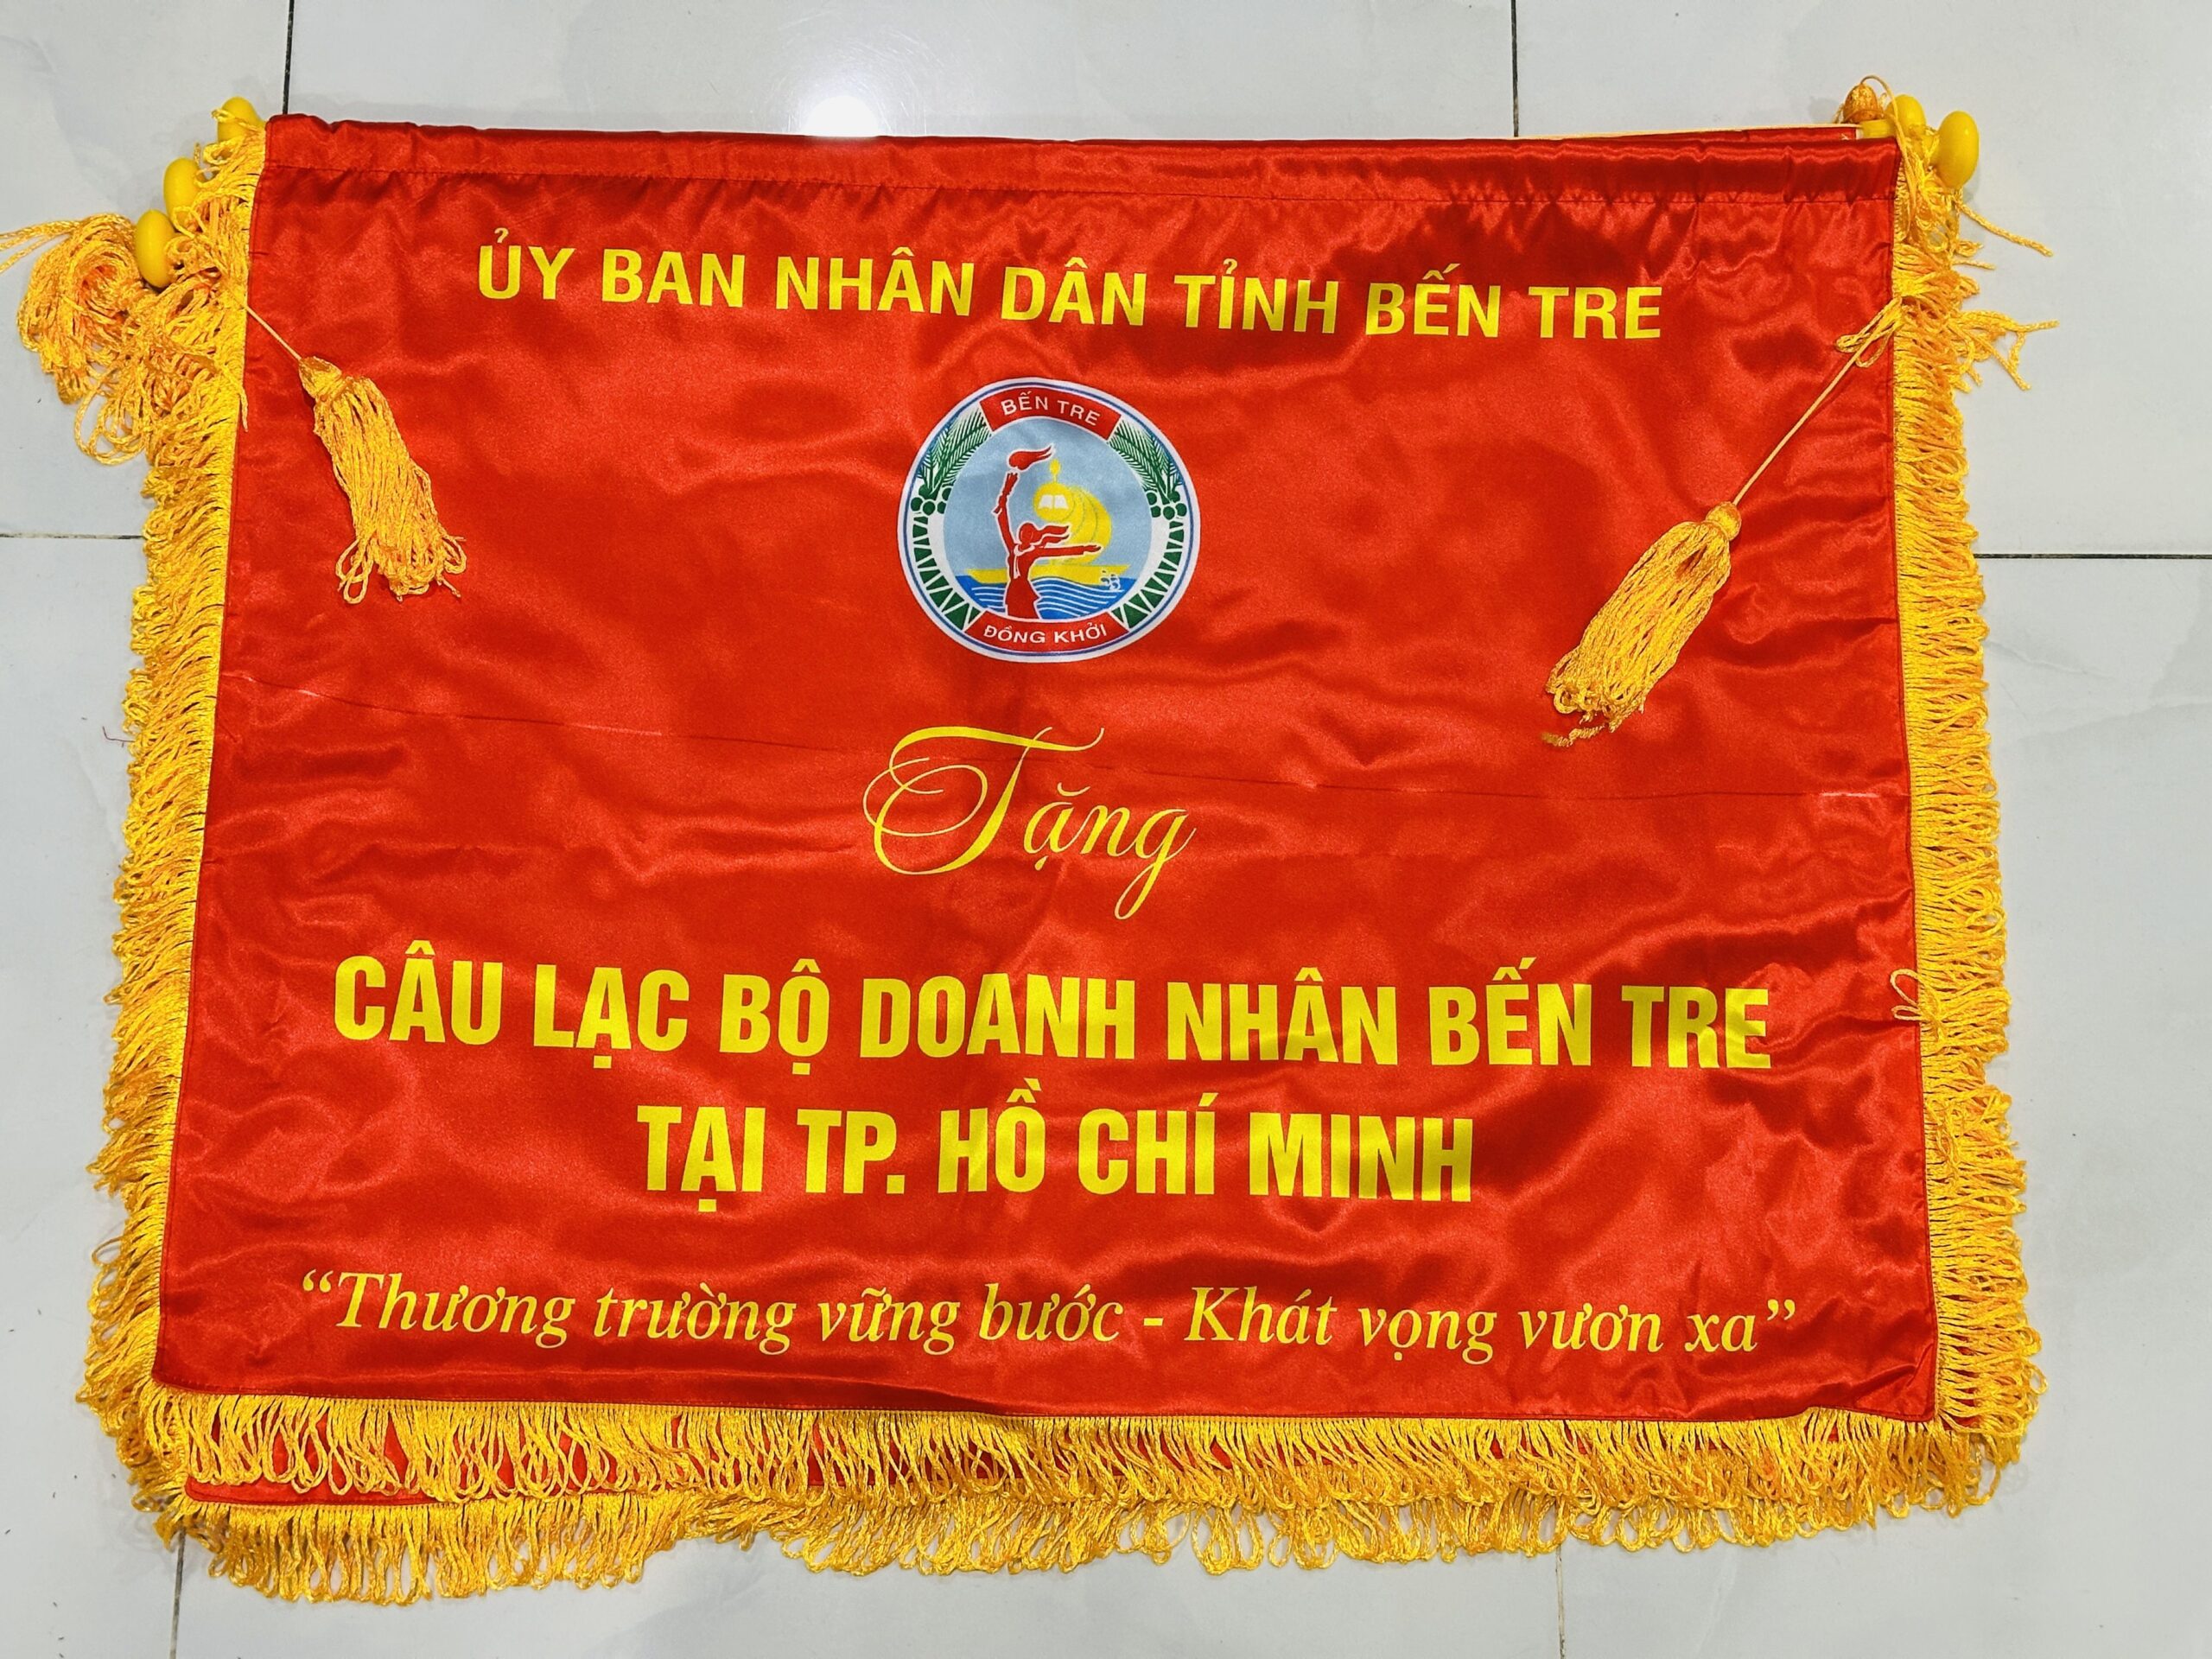 ỦY BAN NHÂN DÂN TỈNH BẾN TRE
BẾN TRE
ĐỒNG KHỞI
Tặng
CÂU LẠC BỘ DOANH NHÂN BẾN TRE
TẠI TP. HỒ CHÍ MINH
“Thương trường vững bước - Khát vọng vươn xa”